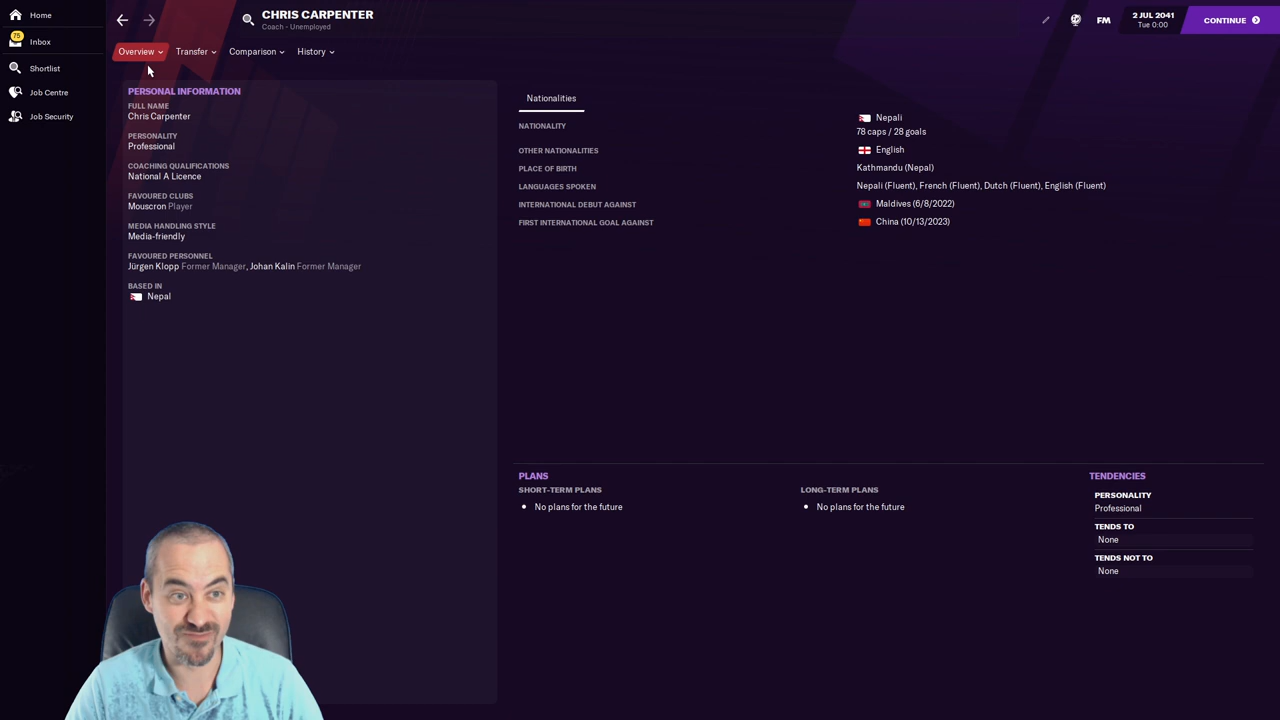 Home
75
Inbox
Shortlist
Job Centre
Job Security
CHRIS CARPENTER
Coach - Unemployed
FM
2 JUL 2041
Tue 0:00
CONTINUE
Overview
Transfer
Comparison
History
PERSONAL INFORMATION
FULL NAME
Chris Carpenter
PERSONALITY
Professional
COACHING QUALIFICATIONS
National A Licence
FAVOURED CLUBS
Mouscron Player
MEDIA HANDLING STYLE
Media-friendly
FAVOURED PERSONNEL
Jürgen Klopp Former Manager, Johan Kalin Former Manager
BASED IN
Nepal
Nationalities
NATIONALITY
Nepali
78 caps / 28 goals
OTHER NATIONALITIES
English
PLACE OF BIRTH
Kathmandu (Nepal)
LANGUAGES SPOKEN
Nepali (Fluent), French (Fluent), Dutch (Fluent), English (Fluent)
INTERNATIONAL DEBUT AGAINST
Maldives (6/8/2022)
FIRST INTERNATIONAL GOAL AGAINST
China (10/13/2023)
PLANS
SHORT-TERM PLANS
No plans for the future
LONG-TERM PLANS
No plans for the future
TENDENCIES
PERSONALITY
Professional
TENDS TO
None
TENDS NOT TO
None